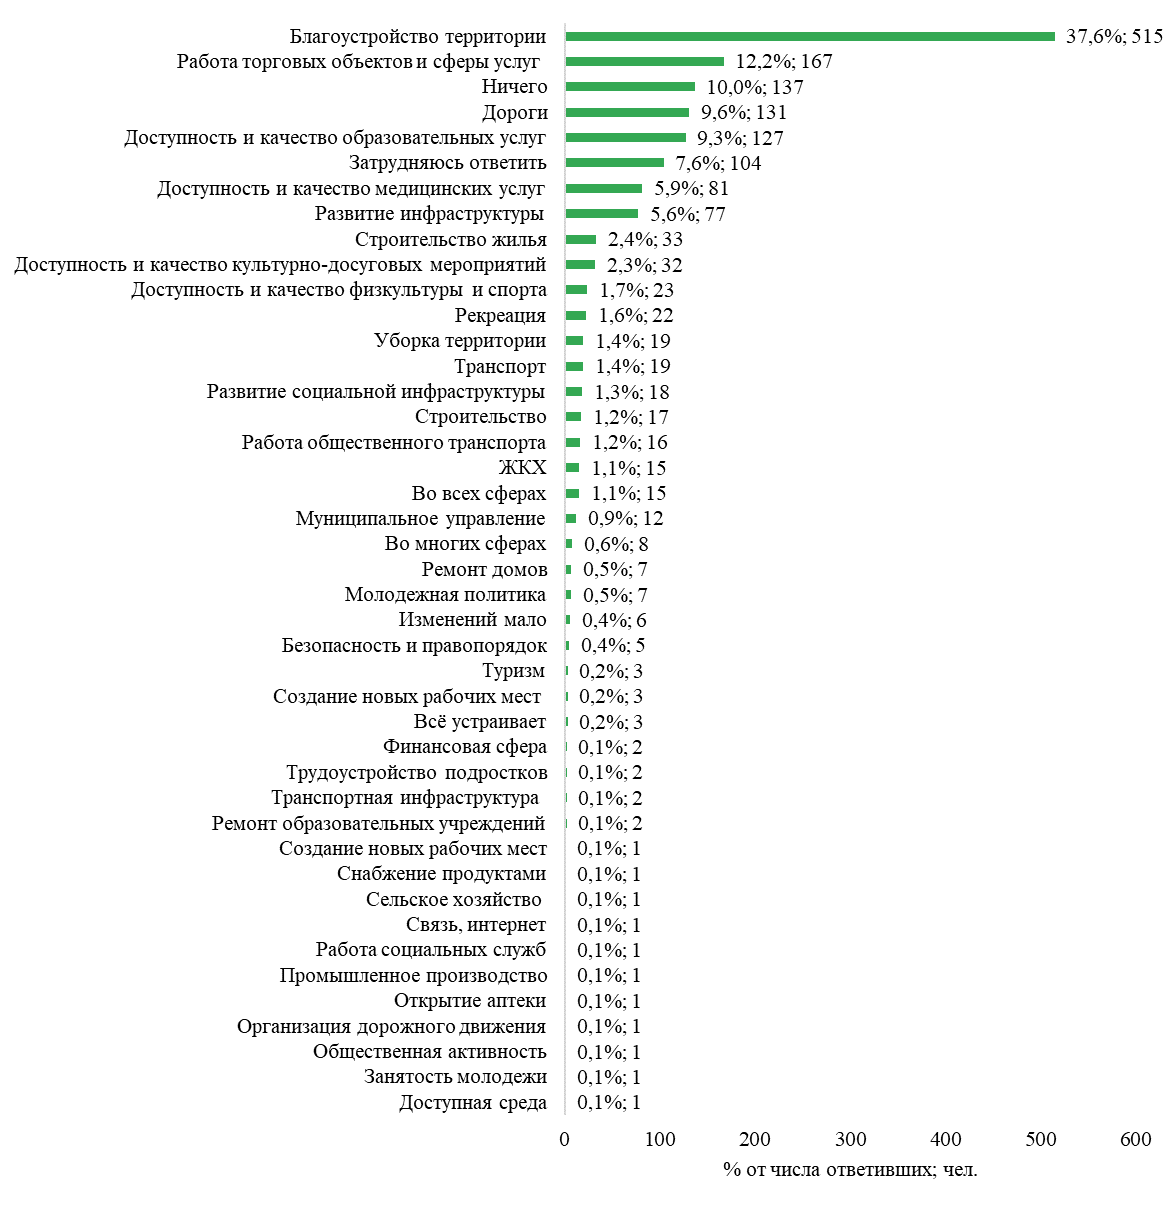 Благоустройство территории 37,6%; 515
Работа торговых объектов и сферы услуг 12,2%; 167
Ничего 10,0%; 137
Дороги 9,6%; 131
Доступность и качество образовательных услуг 9,3%; 127
Затрудняюсь ответить 7,6%; 104
Доступность и качество медицинских услуг 5,9%; 81
Развитие инфраструктуры 5,6%; 77
Строительство жилья 2,4%; 33
Доступность и качество культурно-досуговых мероприятий 2,3%; 32
Доступность и качество физкультуры и спорта 1,7%; 23
Рекреация 1,6%; 22
Уборка территории 1,4%; 19
Транспорт 1,4%; 19
Развитие социальной инфраструктуры 1,3%; 18
Строительство 1,2%; 17
Работа общественного транспорта 1,2%; 16
ЖКХ 1,1%; 15
Во всех сферах 1,1%; 15
Муниципальное управление 0,9%; 12
Во многих сферах 0,6%; 8
Ремонт домов 0,5%; 7
Молодежная политика 0,5%; 7
Изменений мало 0,4%; 6
Безопасность и правопорядок 0,4%; 5
Туризм 0,2%; 3
Создание новых рабочих мест 0,2%; 3
Всё устраивает 0,2%; 3
Финансовая сфера 0,1%; 2
Трудоустройство подростков 0,1%; 2
Транспортная инфраструктура 0,1%; 2
Ремонт образовательных учреждений 0,1%; 2
Создание новых рабочих мест 0,1%; 1
Снабжение продуктами 0,1%; 1
Сельское хозяйство 0,1%; 1
Связь, интернет 0,1%; 1
Работа социальных служб 0,1%; 1
Промышленное производство 0,1%; 1
Открытие аптеки 0,1%; 1
Организация дорожного движения 0,1%; 1
Общественная активность 0,1%; 1
Занятость молодежи 0,1%; 1
Доступная среда 0,1%; 1
0 100 200 300 400 500 600
% от числа ответивших; чел.